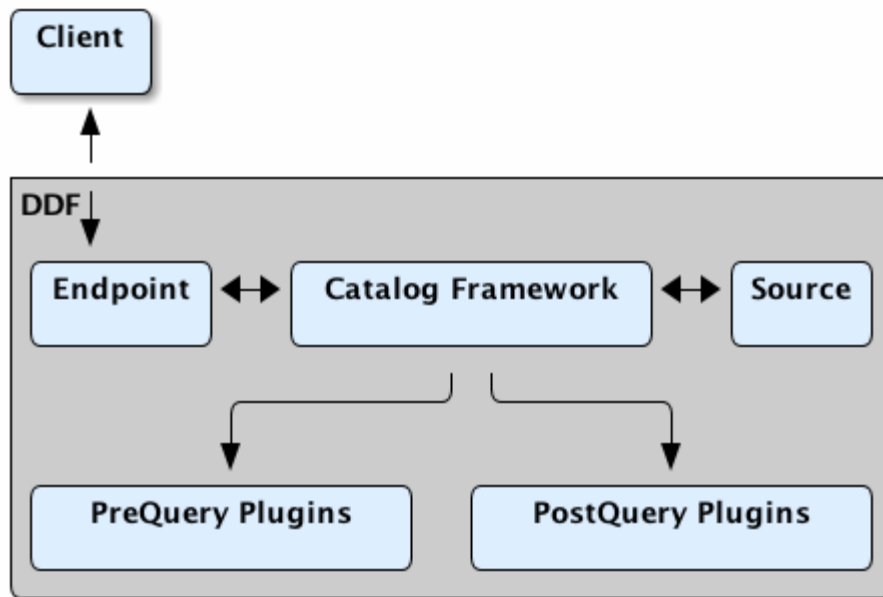 Client
DDF
Endpoint
Catalog Framework
Source
PreQuery Plugins
PostQuery Plugins